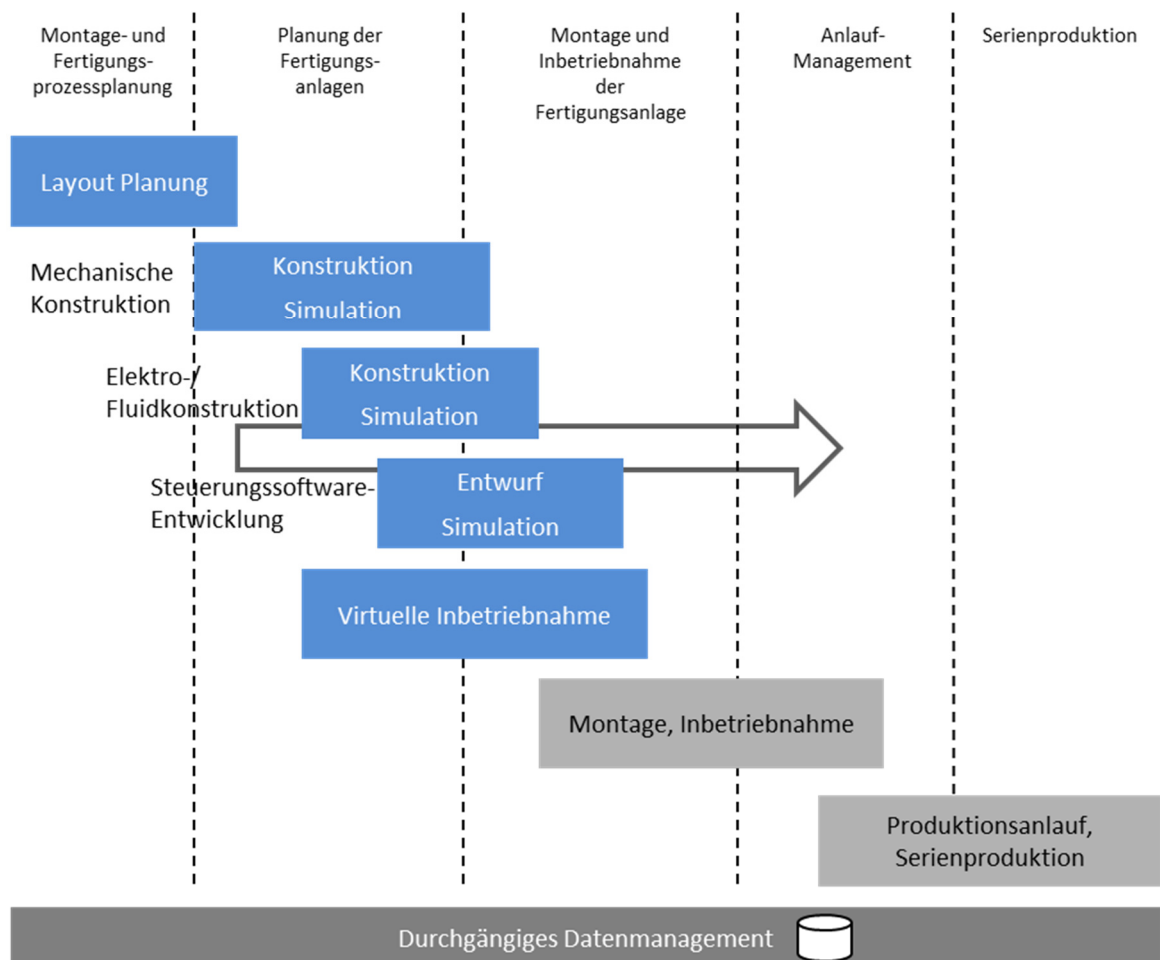 Montage- und
Fertigungs-
prozessplanung
Planung der
Fertigungs-
anlagen
Montage und
Inbetriebnahme
der
Fertigungsanlage
Anlauf-
Management
Serienproduktion
Layout Planung
Mechanische
Konstruktion
Konstruktion
Simulation
Elektro-/
Fluidkonstruktion
Konstruktion
Simulation
Steuerungssoftware-
Entwicklung
Entwurf
Simulation
Virtuelle Inbetriebnahme
Montage, Inbetriebnahme
Produktionsanlauf,
Serienproduktion
Durchgängiges Datenmanagement